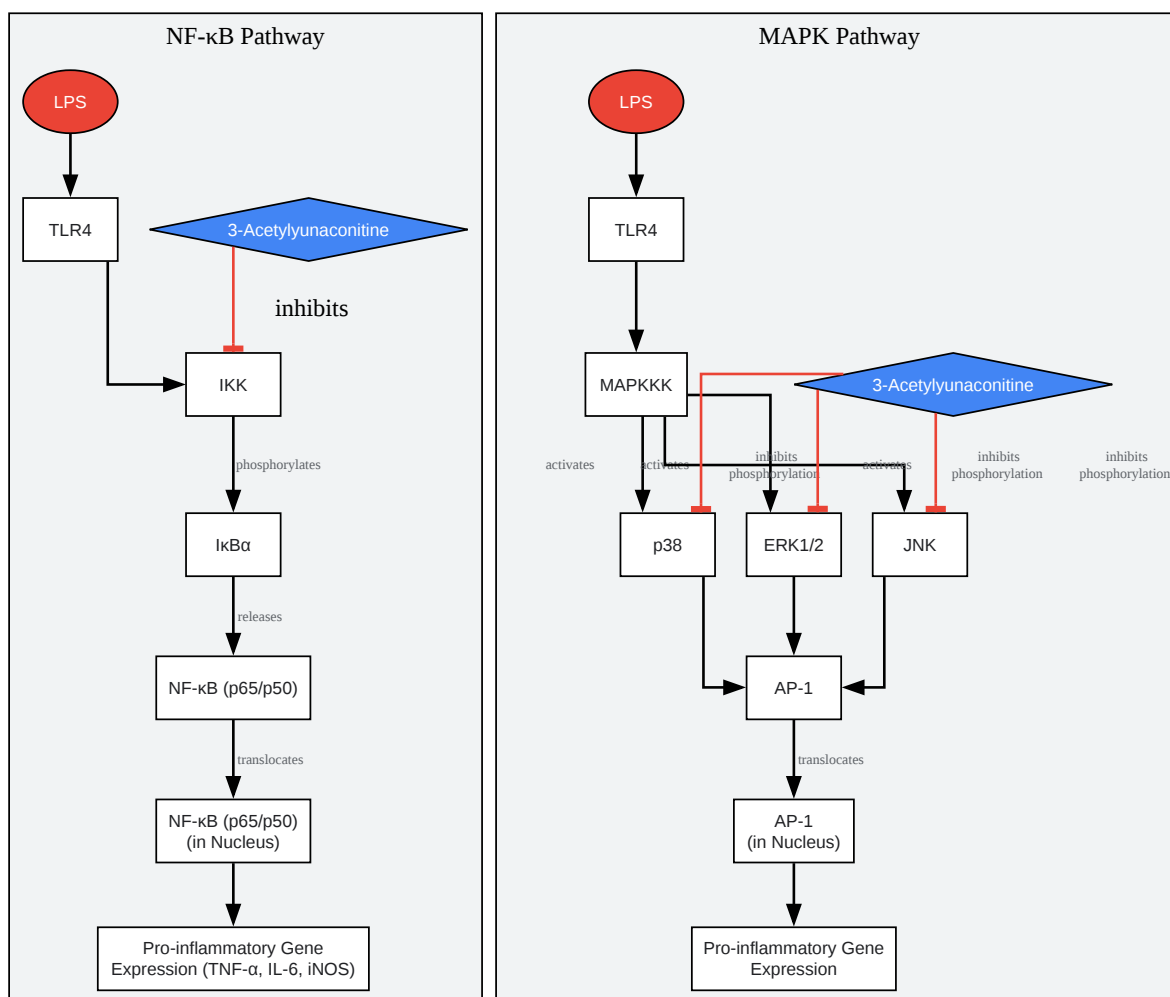 NF-κB Pathway
LPS
TLR4
3-Acetylyunaconitine
inhibits
IKK
phosphorylates
IκBα
releases
NF-κB (p65/p50)
translocates
NF-κB (p65/p50)
(in Nucleus)
Pro-inflammatory Gene
Expression (TNF-α, IL-6, iNOS)
MAPK Pathway
LPS
TLR4
MAPKKK
3-Acetylyunaconitine
activates
activates
inhibits
phosphorylation
activates
inhibits
phosphorylation
inhibits
phosphorylation
p38
ERK1/2
JNK
AP-1
translocates
AP-1
(in Nucleus)
Pro-inflammatory Gene
Expression